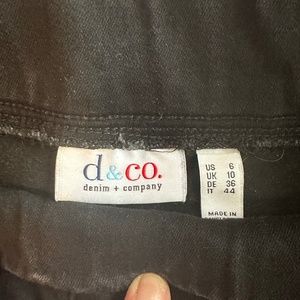 d&co.
denim + company
US 6
UK 10
DE 36
IT 44
MADE IN